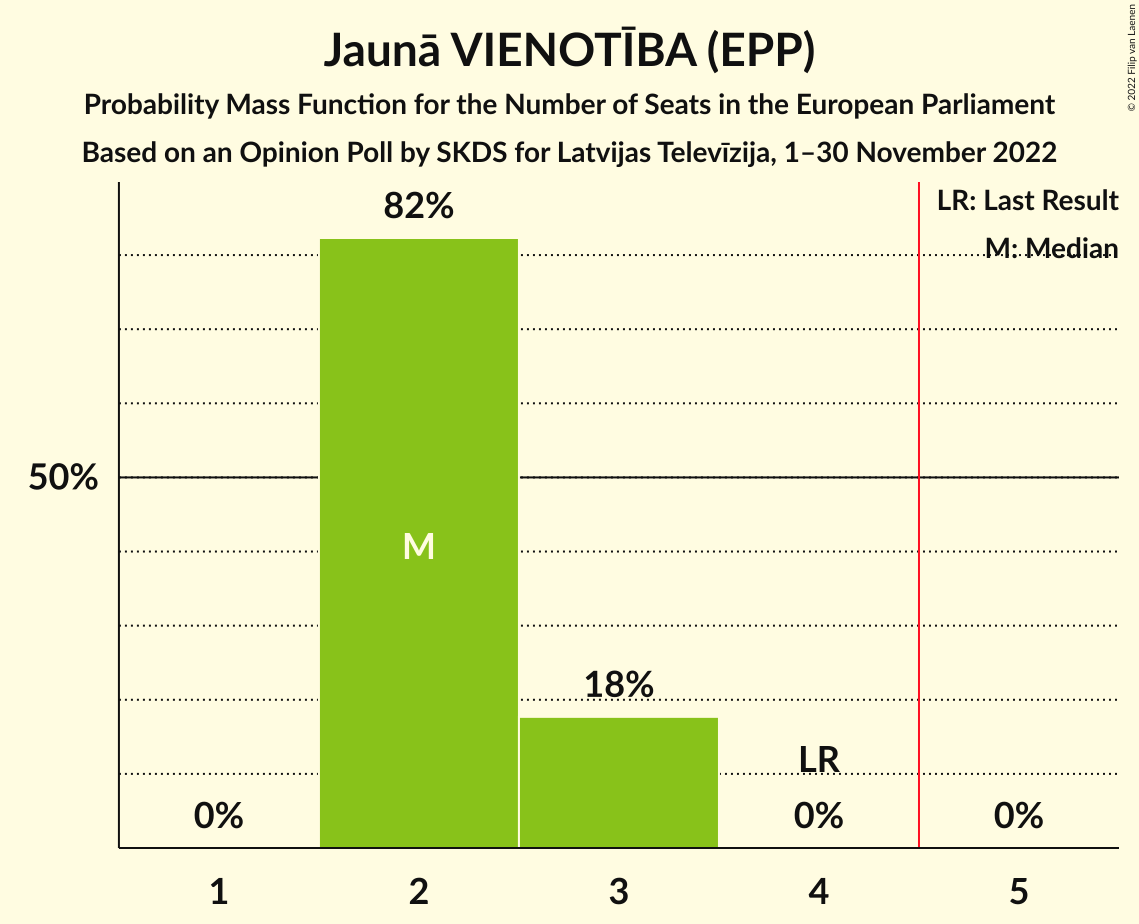 Jaunā VIENOTĪBA (EPP)
Probability Mass Function for the Number of Seats in the European Parliament
Based on an Opinion Poll by SKDS for Latvijas Televīzija, 1–30 November 2022
© 2022 Filip van Laenen
LR: Last Result
M: Median
82%
50%
M
18%
LR
0%
0%
0%
1
2
3
4
5